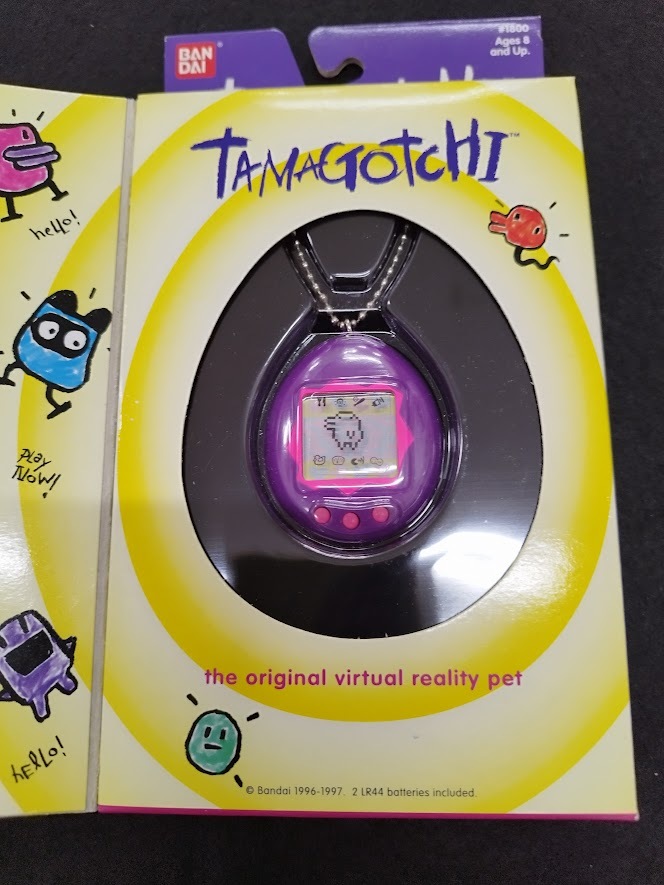 BAN
DAI
#1800
Ages 8
and Up.
TAMAGOTCHI™
hello!
PLAY
NOW!
the original virtual reality pet
hello!
© Bandai 1996-1997. 2 LR44 batteries included.